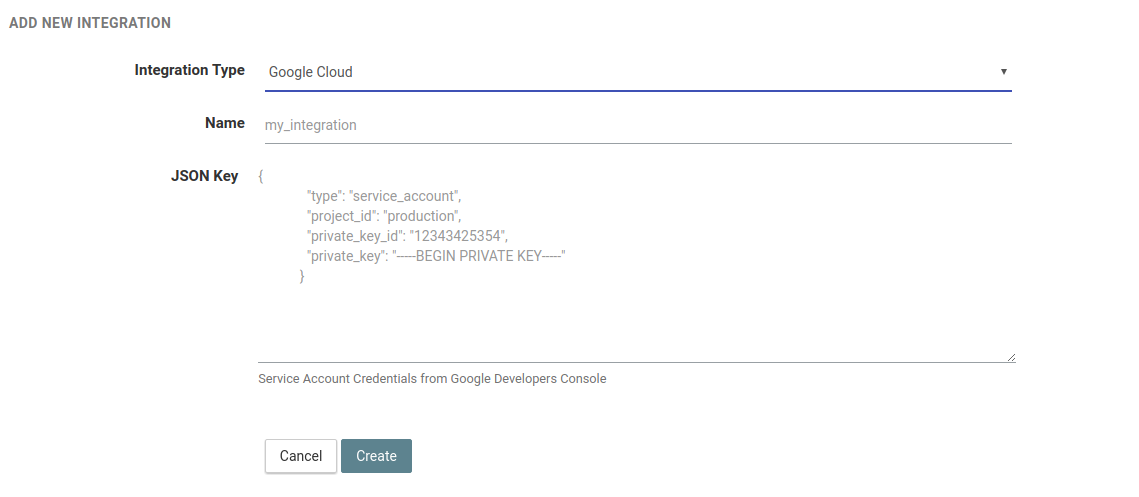 ADD NEW INTEGRATION
Integration Type Google Cloud ▼
Name my_integration
JSON Key {
"type": "service_account",
"project_id": "production",
"private_key_id": "12343425354",
"private_key": "-----BEGIN PRIVATE KEY-----"
}
Service Account Credentials from Google Developers Console
Cancel Create